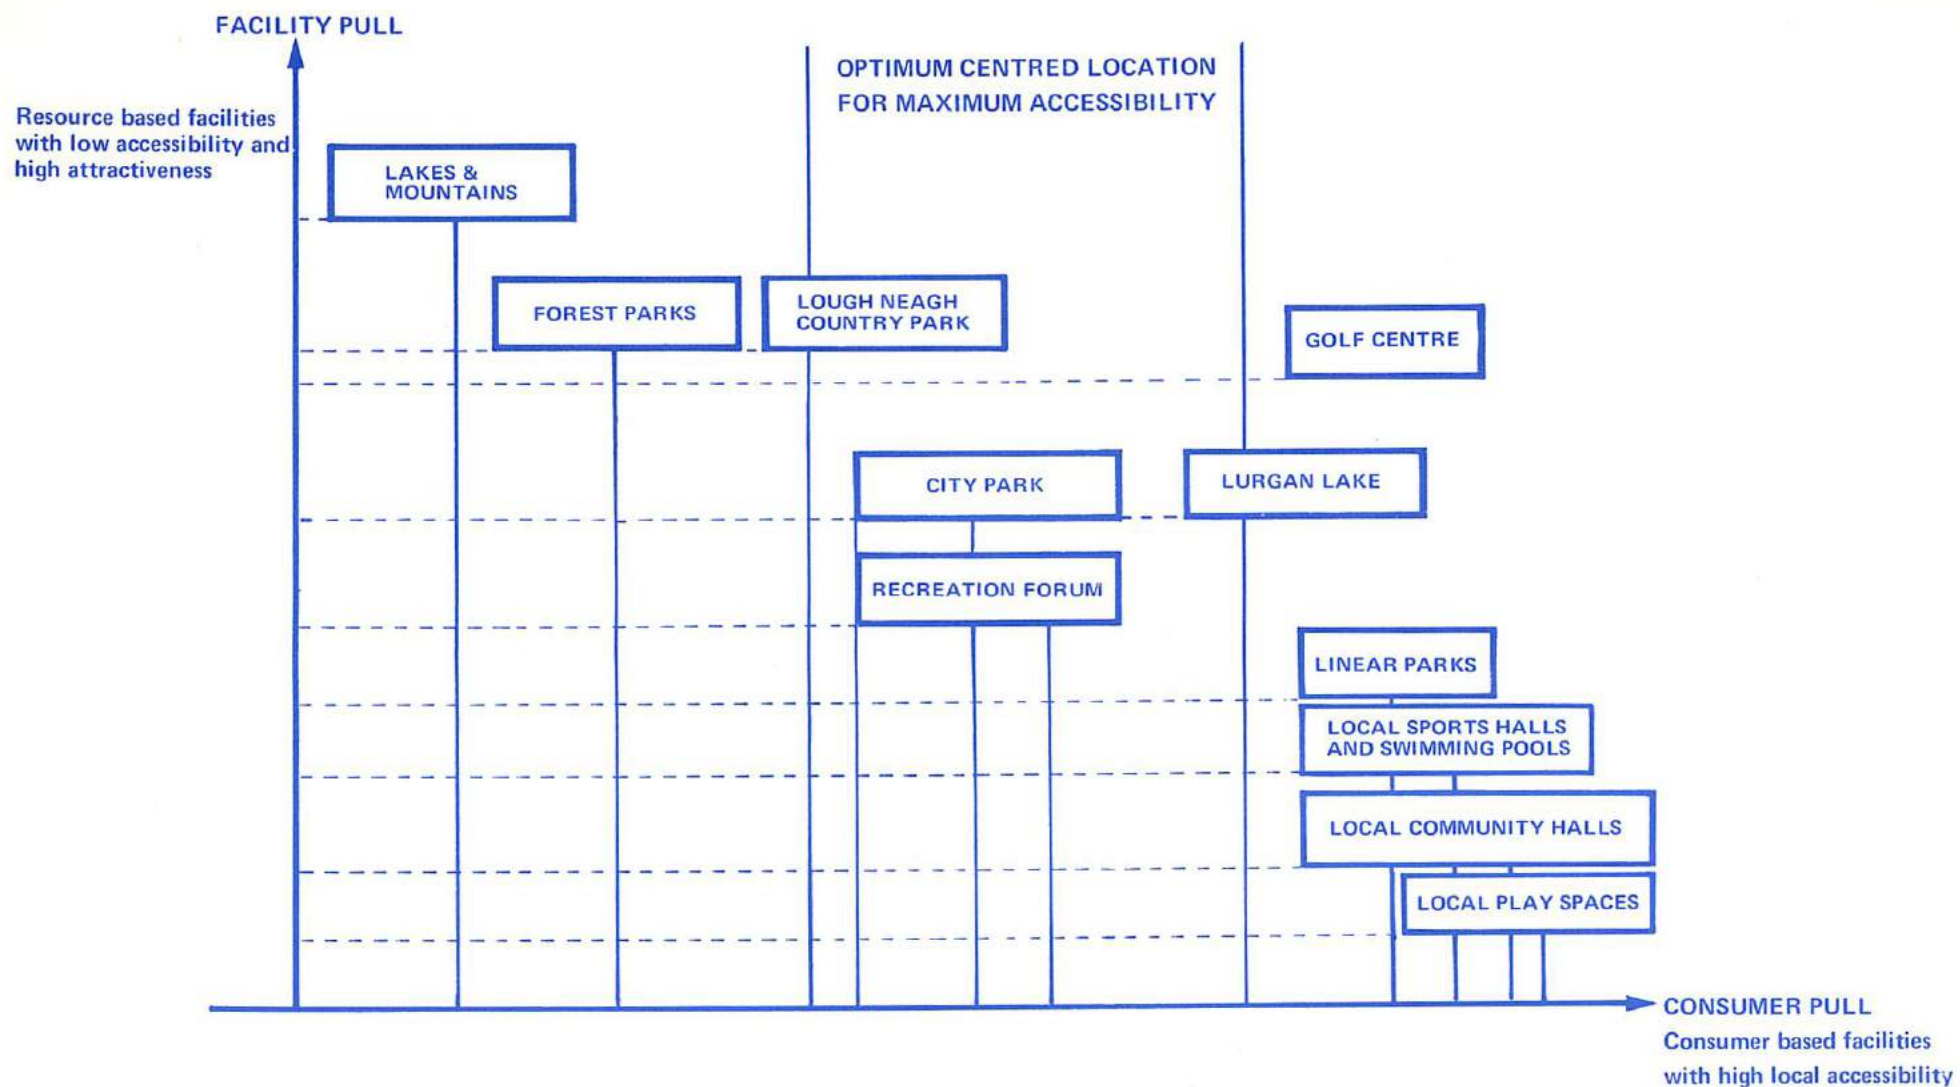 FACILITY PULL
OPTIMUM CENTRED LOCATION
FOR MAXIMUM ACCESSIBILITY
Resource based facilities
with low accessibility and
high attractiveness
LAKES &
MOUNTAINS
FOREST PARKS
LOUGH NEAGH
COUNTRY PARK
GOLF CENTRE
CITY PARK
LURGAN LAKE
RECREATION FORUM
LINEAR PARKS
LOCAL SPORTS HALLS
AND SWIMMING POOLS
LOCAL COMMUNITY HALLS
LOCAL PLAY SPACES
CONSUMER PULL
Consumer based facilities
with high local accessibility